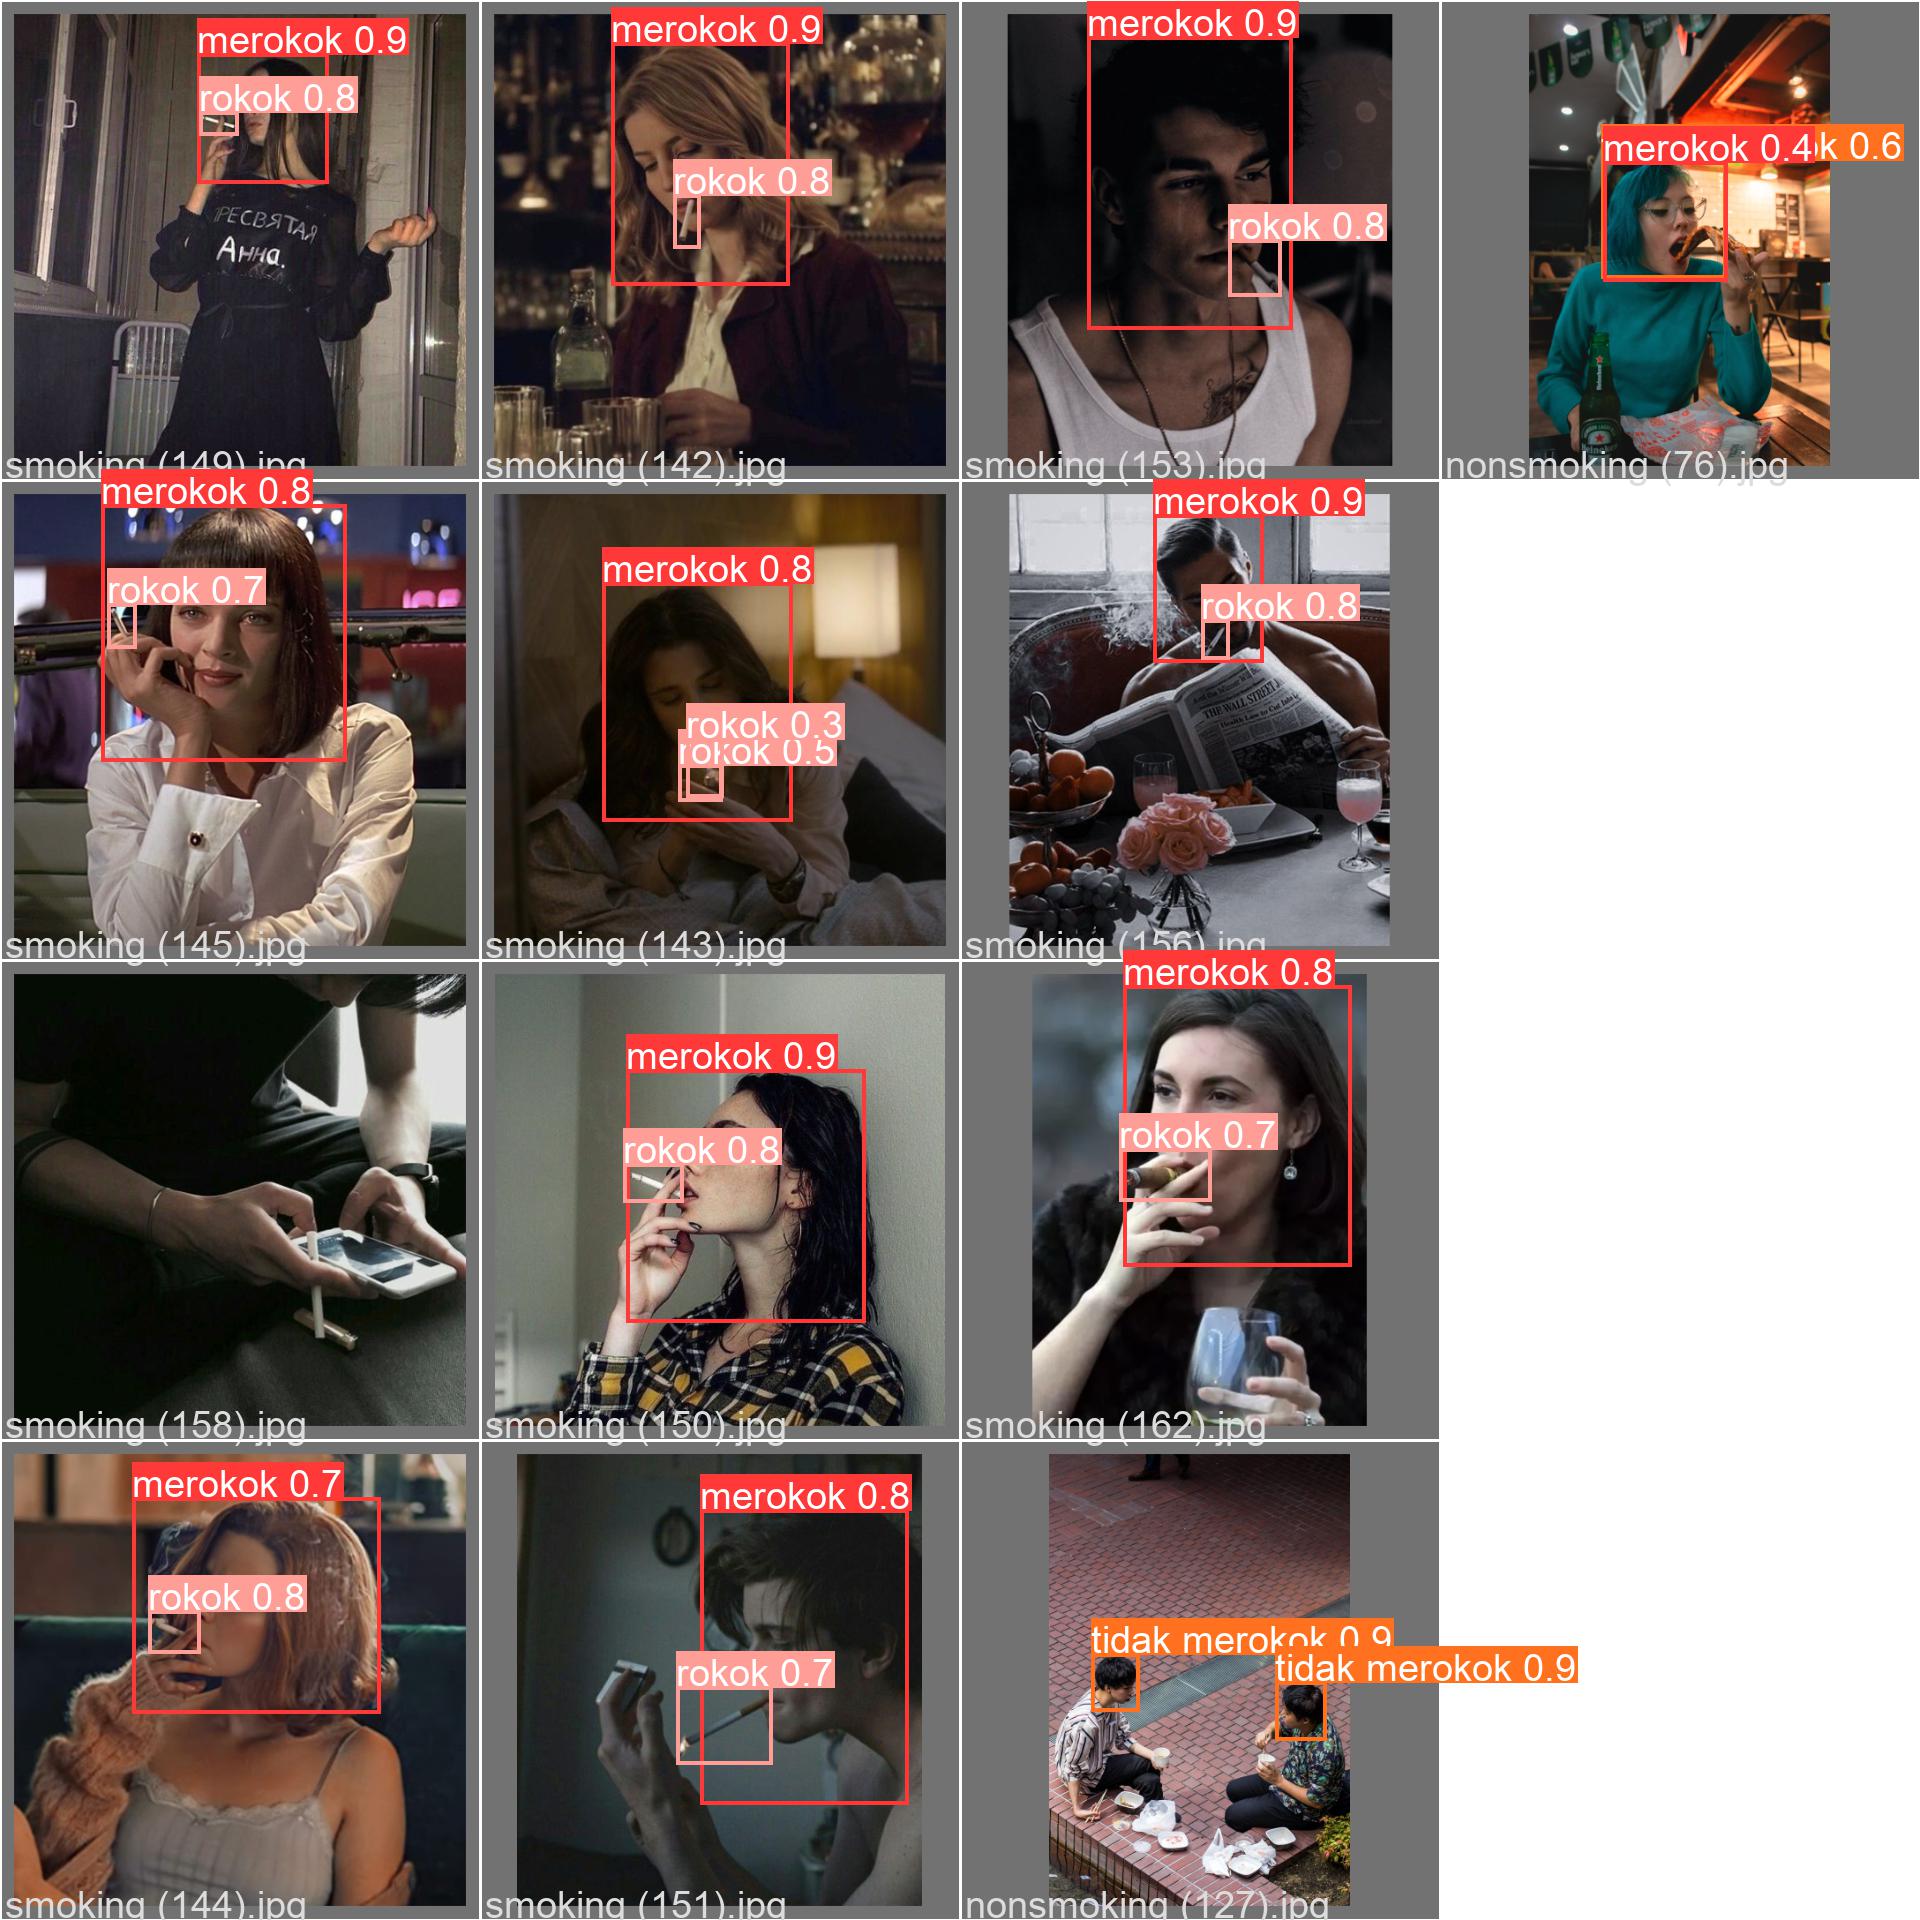 merokok 0.9
rokok 0.8
ПРЕСВЯТАЯ
Анна.
smoking (149).jpg
merokok 0.9
rokok 0.8
smoking (142).jpg
merokok 0.9
rokok 0.8
smoking (153).jpg
merokok 0.4
k 0.6
nonsmoking (76).jpg
merokok 0.8
rokok 0.7
smoking (145).jpg
merokok 0.8
rokok 0.3
rokok 0.5
smoking (143).jpg
merokok 0.9
rokok 0.8
THE WALL STREET J
Health Law to Cut
smoking (156).jpg
smoking (158).jpg
merokok 0.9
rokok 0.8
smoking (150).jpg
merokok 0.8
rokok 0.7
smoking (162).jpg
merokok 0.7
rokok 0.8
smoking (144).jpg
merokok 0.8
rokok 0.7
smoking (151).jpg
tidak merokok 0.9
tidak merokok 0.9
nonsmoking (127).jpg